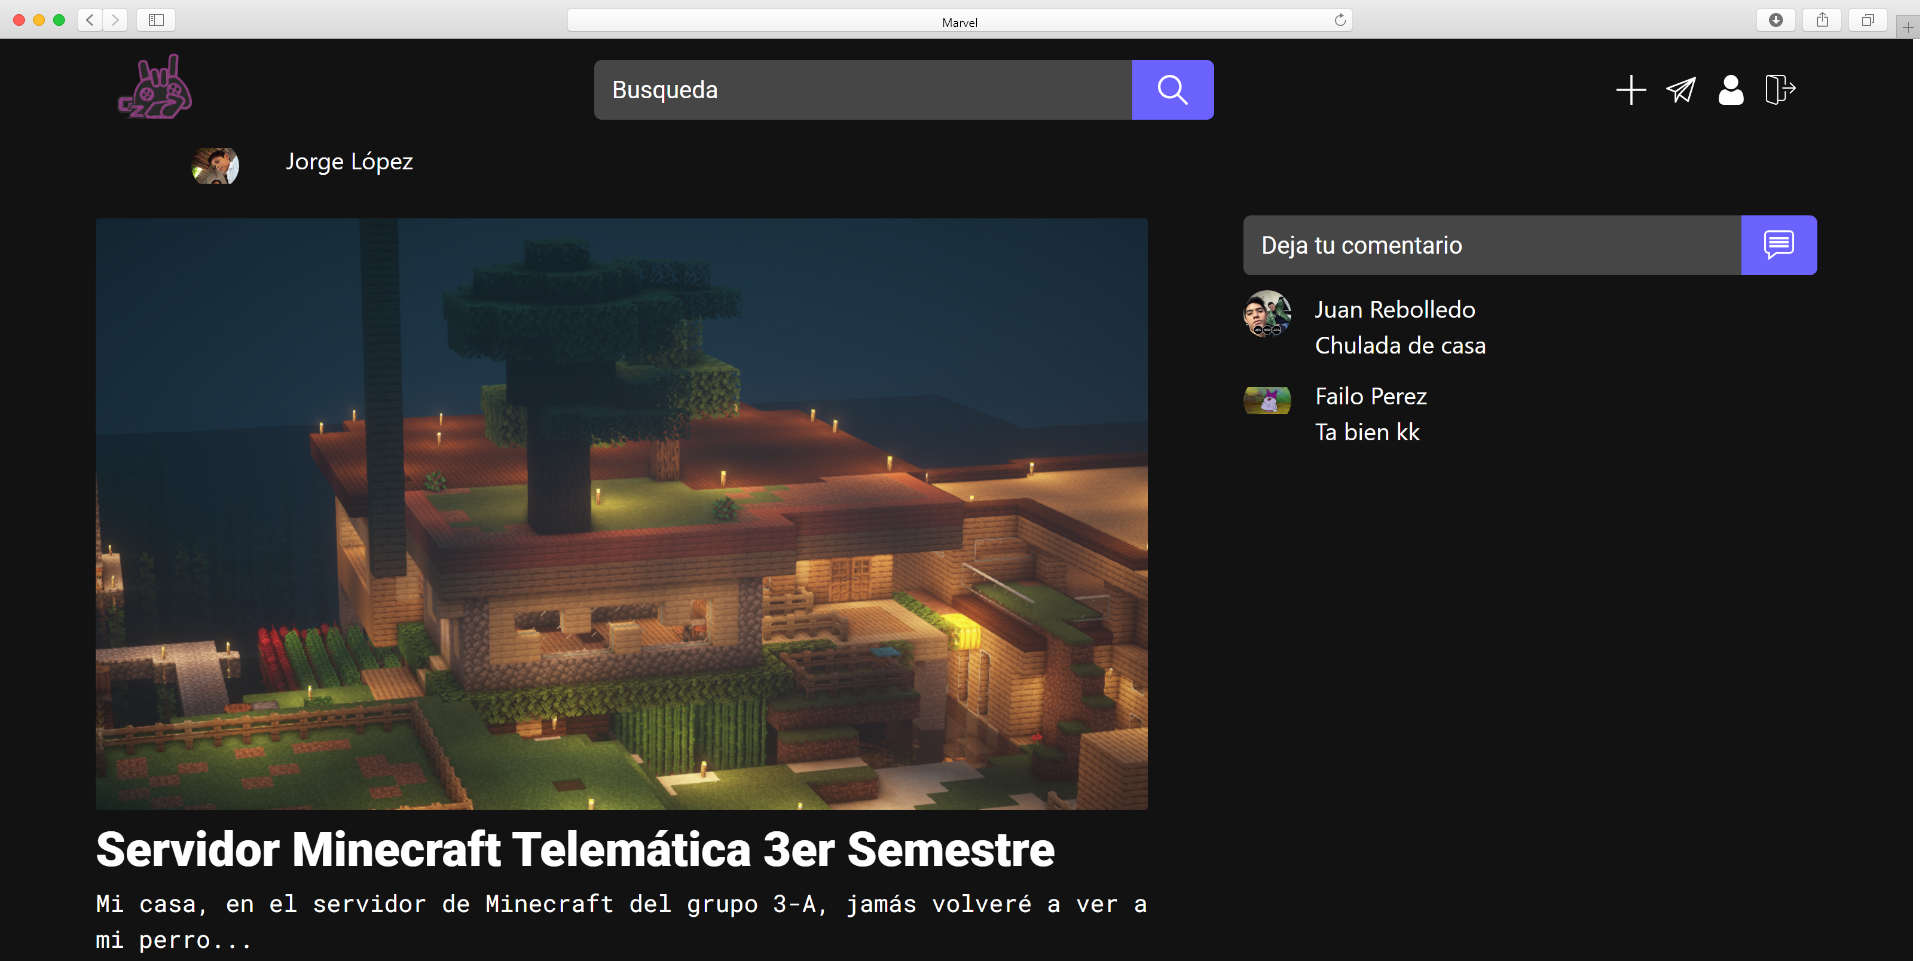 Marvel
CZ
Busqueda
Jorge López
Deja tu comentario
Juan Rebolledo
Chulada de casa
Failo Perez
Ta bien kk
Servidor Minecraft Telemática 3er Semestre
Mi casa, en el servidor de Minecraft del grupo 3-A, jamás volveré a ver a
mi perro...